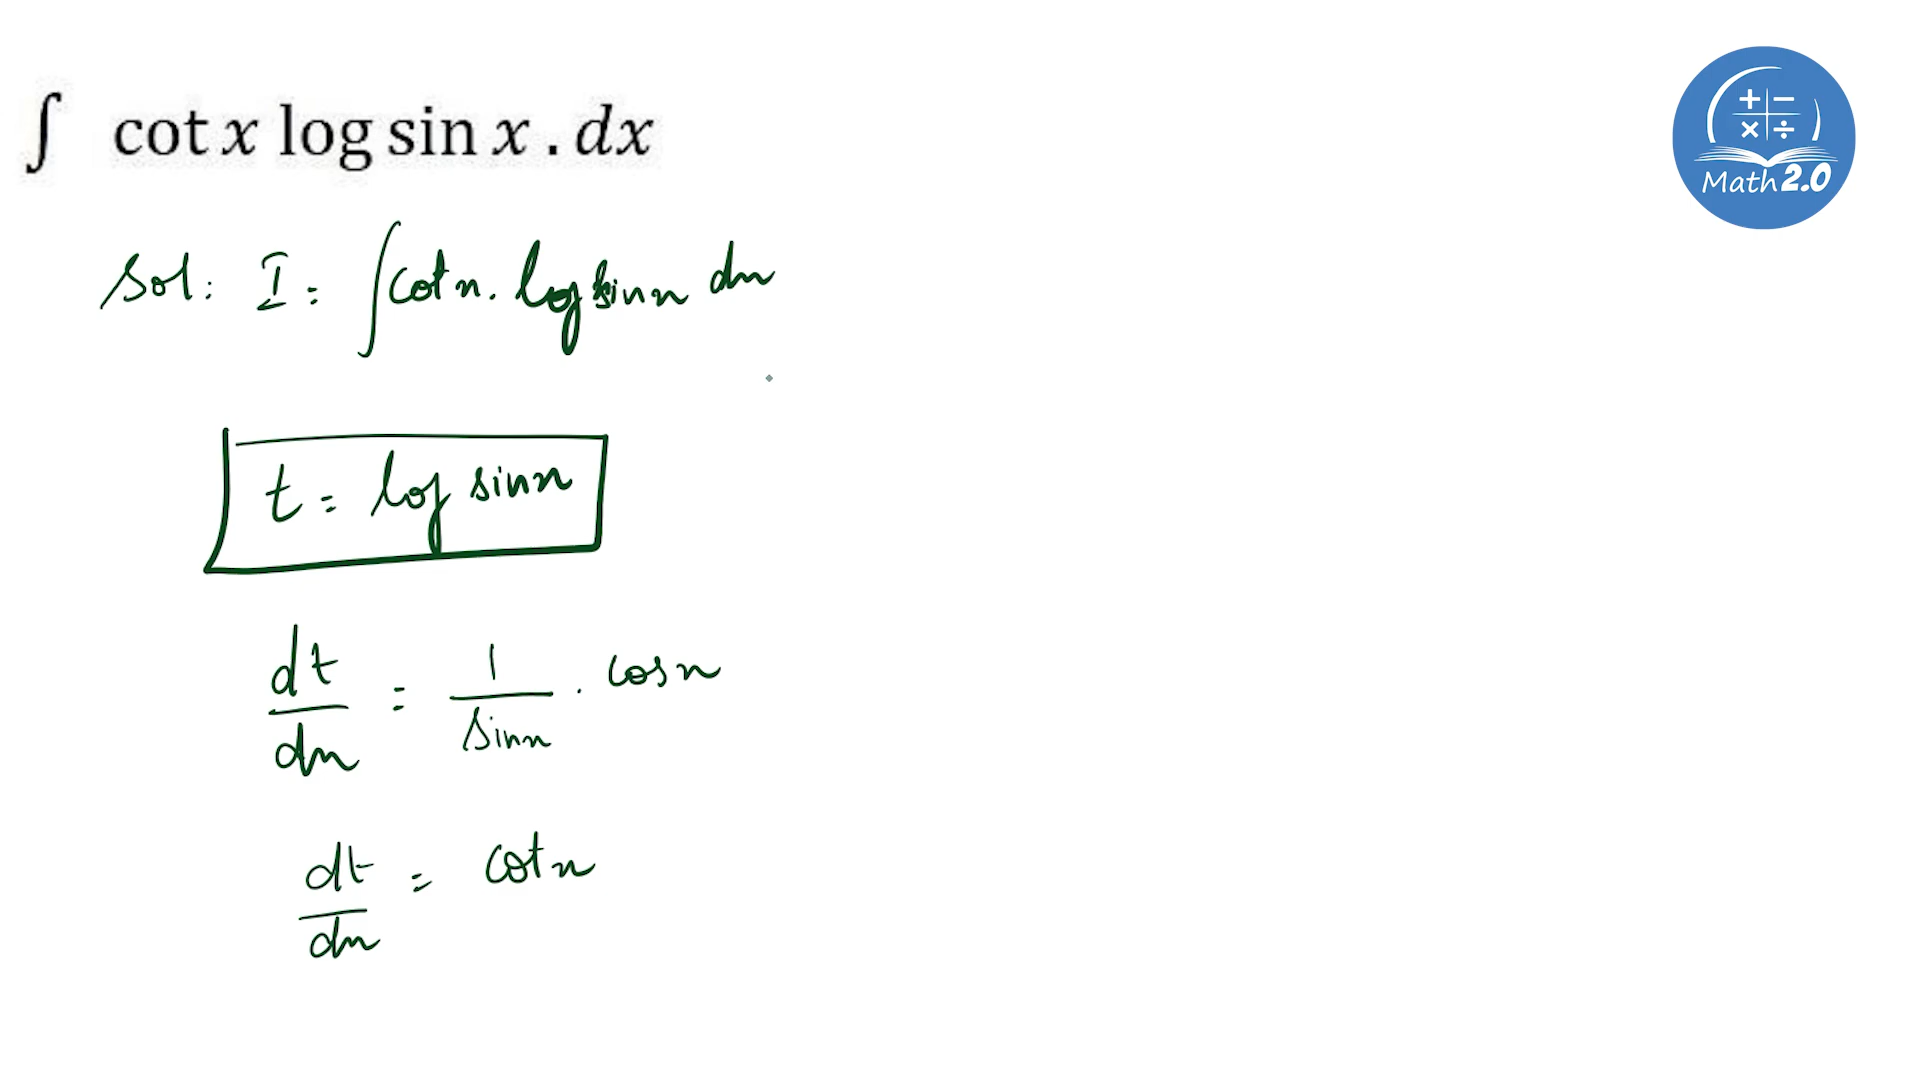 ∫ cot x log sin x . dx
+ −
× ÷
Math 2.0
Sol: I = ∫ cot x . log sin x dx
t = log sin x
dt/dx = 1/sin x . cos x
dt/dx = cot x